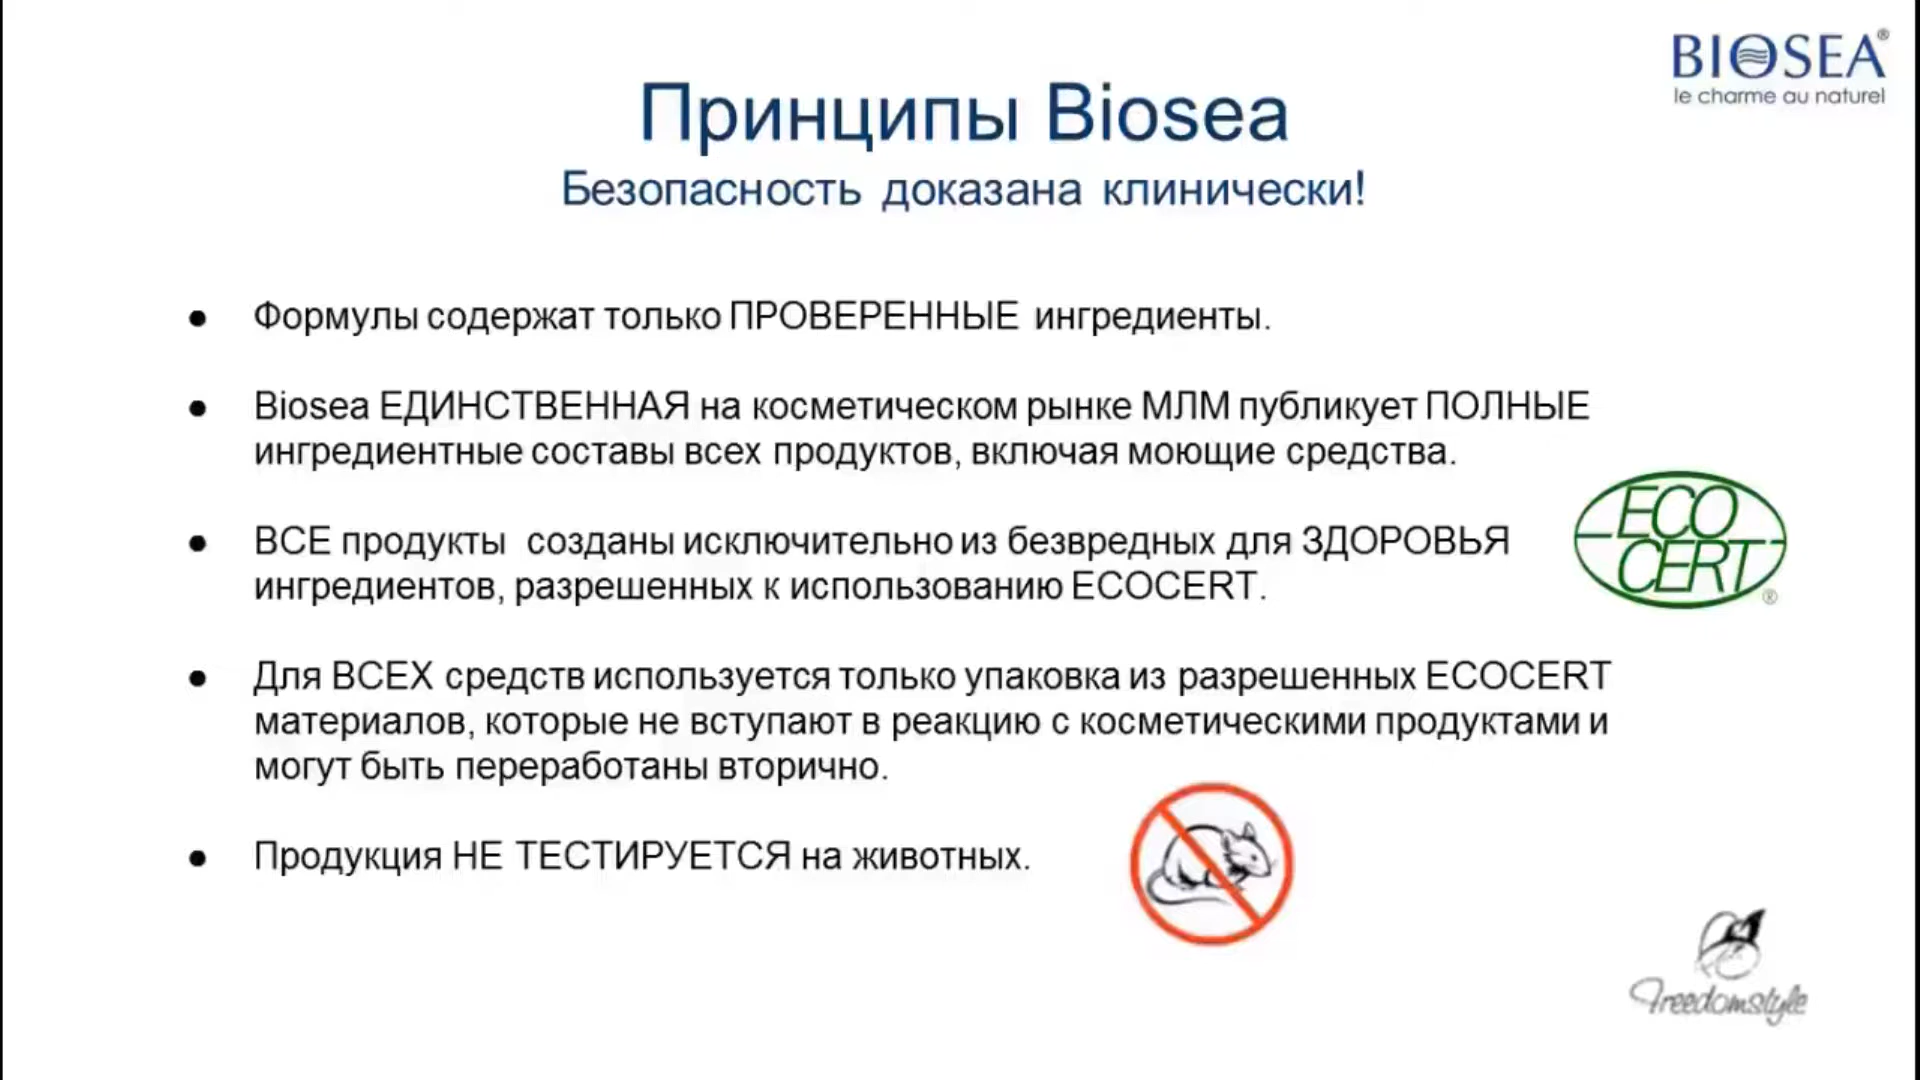 BIOSEA®
le charme au naturel
Принципы Biosea
Безопасность доказана клинически!
● Формулы содержат только ПРОВЕРЕННЫЕ ингредиенты.
● Biosea ЕДИНСТВЕННАЯ на косметическом рынке МЛМ публикует ПОЛНЫЕ
ингредиентные составы всех продуктов, включая моющие средства.
● ВСЕ продукты созданы исключительно из безвредных для ЗДОРОВЬЯ
ингредиентов, разрешенных к использованию ECOCERT.
ECO
CERT
®
● Для ВСЕХ средств используется только упаковка из разрешенных ECOCERT
материалов, которые не вступают в реакцию с косметическими продуктами и
могут быть переработаны вторично.
● Продукция НЕ ТЕСТИРУЕТСЯ на животных.
Freedomstyle